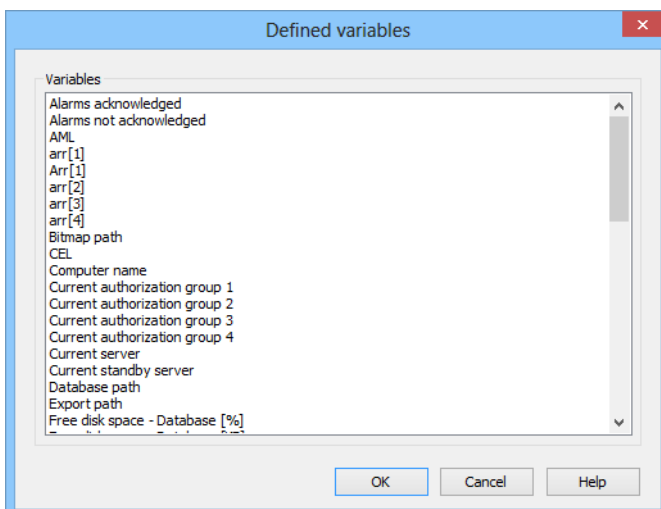 Defined variables
Variables
Alarms acknowledged
Alarms not acknowledged
AML
arr[1]
Arr[1]
arr[2]
arr[3]
arr[4]
Bitmap path
CEL
Computer name
Current authorization group 1
Current authorization group 2
Current authorization group 3
Current authorization group 4
Current server
Current standby server
Database path
Export path
Free disk space - Database [%]
OK Cancel Help